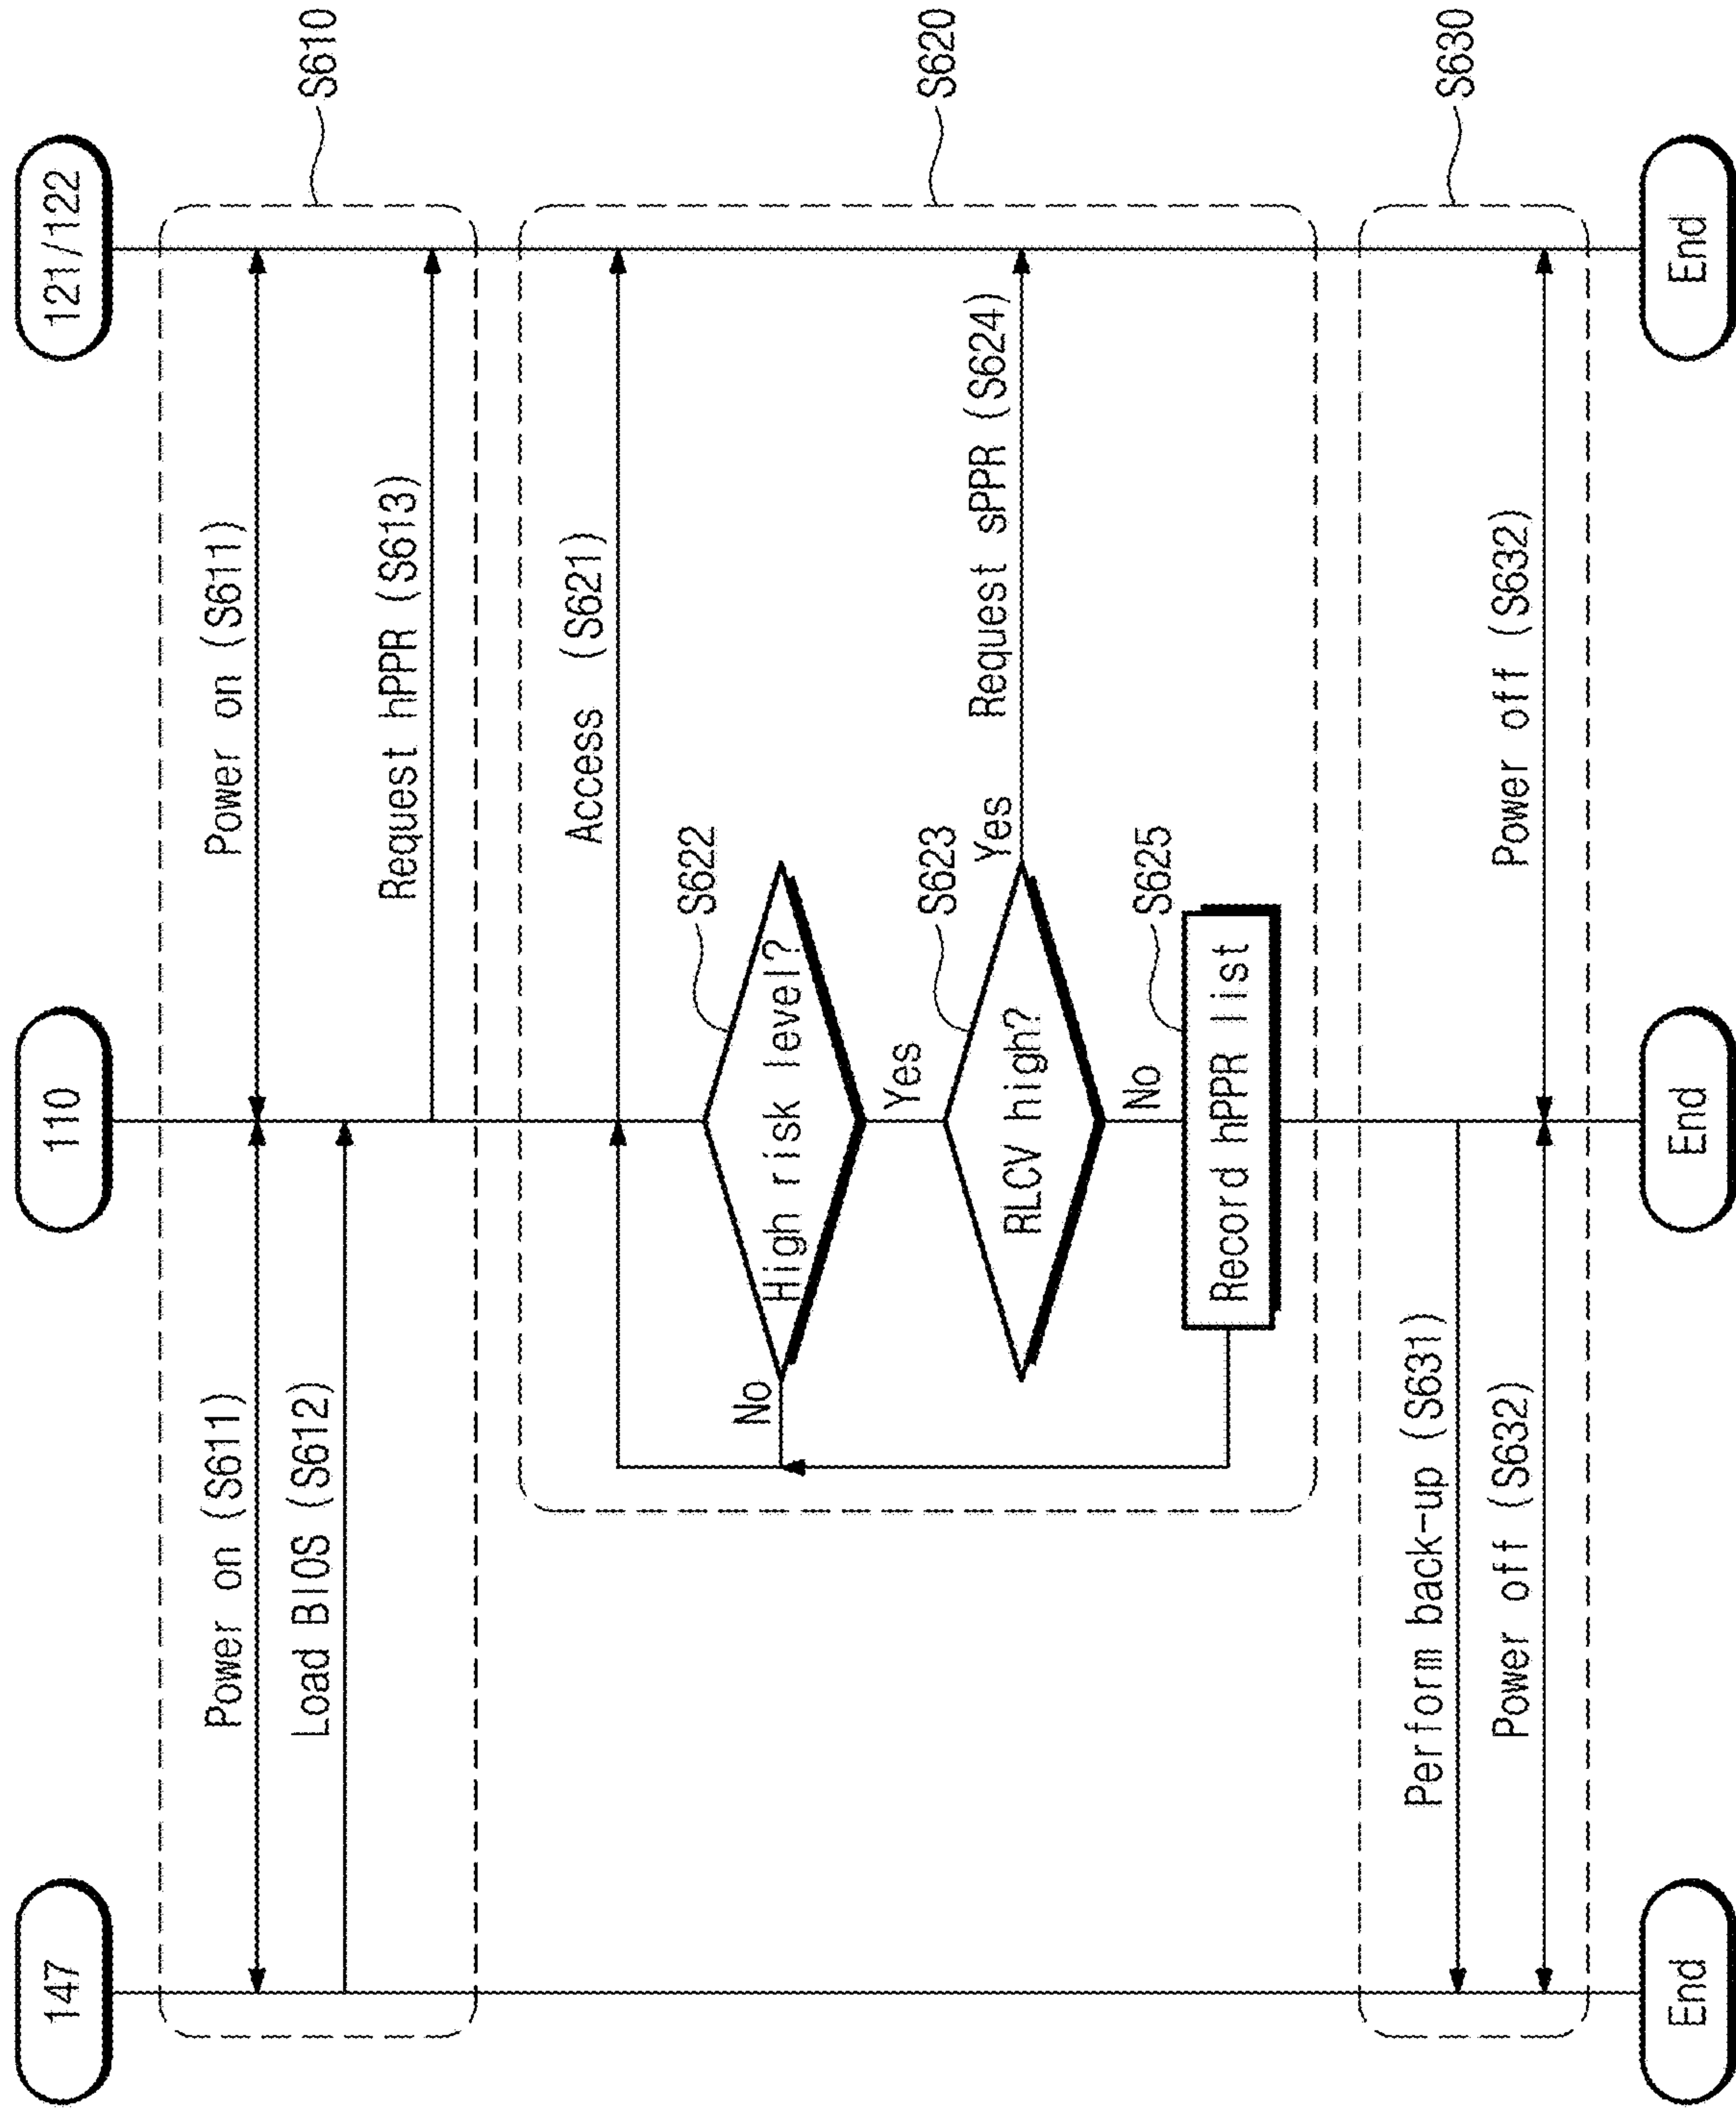 147
110
121/122
Power on (S611)
Power on (S611)
S610
Load BIOS (S612)
Request hPPR (S613)
Access (S621)
S622
High risk level?
No
Yes
S620
S623
RLCV high?
Yes
Request sPPR (S624)
No
S625
Record hPPR list
Perform back-up (S631)
S630
Power off (S632)
Power off (S632)
End
End
End